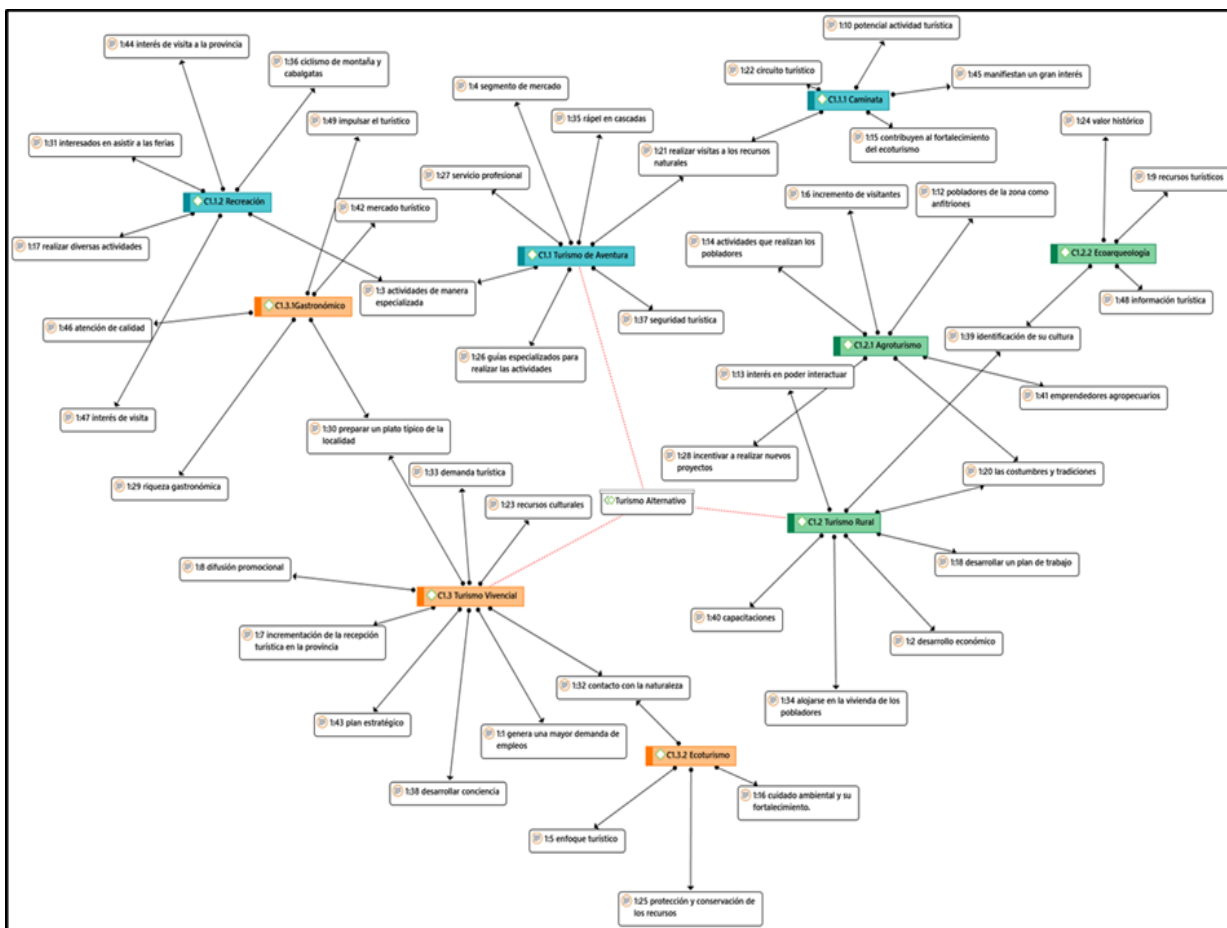 1:10 potencial actividad turística
1:44 interés de visita a la provincia
1:36 ciclismo de montaña y
cabalgatas
1:22 circuito turístico
1:45 manifiestan un gran interés
1:4 segmento de mercado
C1.1.1 Caminata
1:49 impulsar el turístico
1:35 rápel en cascadas
1:24 valor histórico
1:15 contribuyen al fortalecimiento
del ecoturismo
1:31 interesados en asistir a las ferias
1:21 realizar visitas a los recursos
naturales
1:27 servicio profesional
1:9 recursos turísticos
1:6 incremento de visitantes
1:12 pobladores de la zona como
anfitriones
C1.1.2 Recreación
1:42 mercado turístico
1:17 realizar diversas actividades
1:14 actividades que realizan los
pobladores
C1.1 Turismo de Aventura
C1.2.2 Ecoarqueología
1:3 actividades de manera
especializada
C1.3.1Gastronómico
1:48 información turística
1:37 seguridad turística
1:46 atención de calidad
1:39 identificación de su cultura
C1.2.1 Agroturismo
1:26 guías especializados para
realizar las actividades
1:13 interés en poder interactuar
1:41 emprendedores agropecuarios
1:47 interés de visita
1:30 preparar un plato típico de la
localidad
1:28 incentivar a realizar nuevos
proyectos
1:33 demanda turística
1:20 las costumbres y tradiciones
1:29 riqueza gastronómica
Turismo Alternativo
1:23 recursos culturales
C1.2 Turismo Rural
1:18 desarrollar un plan de trabajo
1:8 difusión promocional
C1.3 Turismo Vivencial
1:40 capacitaciones
1:7 incrementación de la recepción
turística en la provincia
1:2 desarrollo económico
1:32 contacto con la naturaleza
1:34 alojarse en la vivienda de los
pobladores
1:43 plan estratégico
1:1 genera una mayor demanda de
empleos
C1.3.2 Ecoturismo
1:38 desarrollar conciencia
1:16 cuidado ambiental y su
fortalecimiento.
1:5 enfoque turístico
1:25 protección y conservación de
los recursos